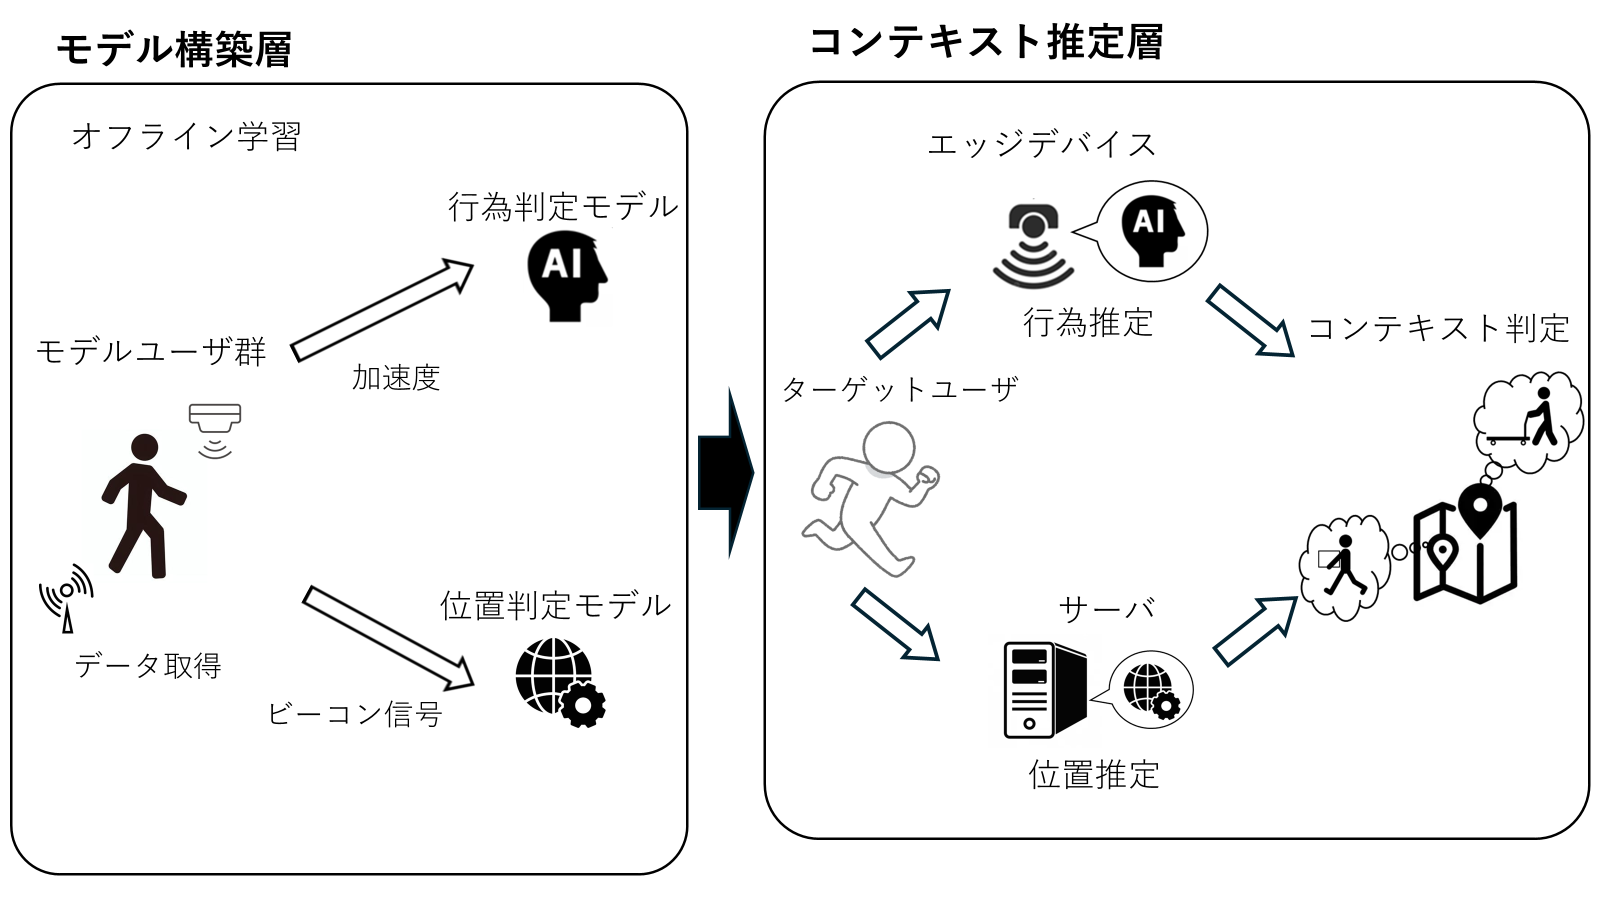 モデル構築層
オフライン学習
行為判定モデル
AI
モデルユーザ群
加速度
位置判定モデル
データ取得
ビーコン信号
コンテキスト推定層
エッジデバイス
AI
行為推定
コンテキスト判定
ターゲットユーザ
サーバ
位置推定